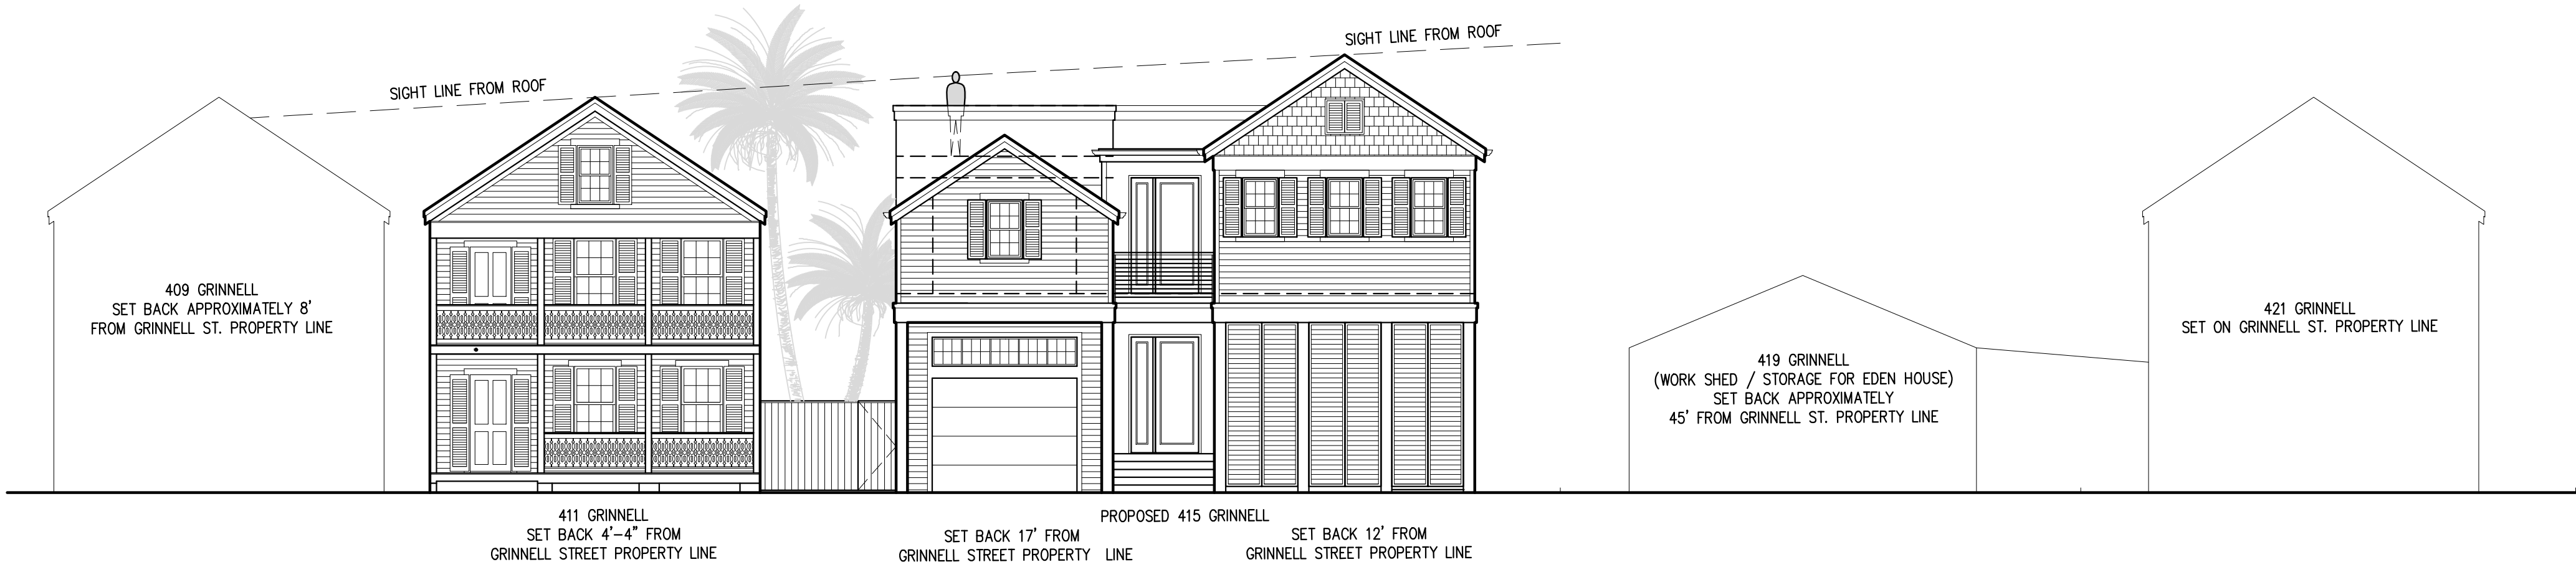 SIGHT LINE FROM ROOF
SIGHT LINE FROM ROOF
409 GRINNELL
SET BACK APPROXIMATELY 8'
FROM GRINNELL ST. PROPERTY LINE
419 GRINNELL
(WORK SHED / STORAGE FOR EDEN HOUSE)
SET BACK APPROXIMATELY
45' FROM GRINNELL ST. PROPERTY LINE
421 GRINNELL
SET ON GRINNELL ST. PROPERTY LINE
411 GRINNELL
SET BACK 4'-4" FROM
GRINNELL STREET PROPERTY LINE
PROPOSED 415 GRINNELL
SET BACK 17' FROM
GRINNELL STREET PROPERTY LINE
SET BACK 12' FROM
GRINNELL STREET PROPERTY LINE